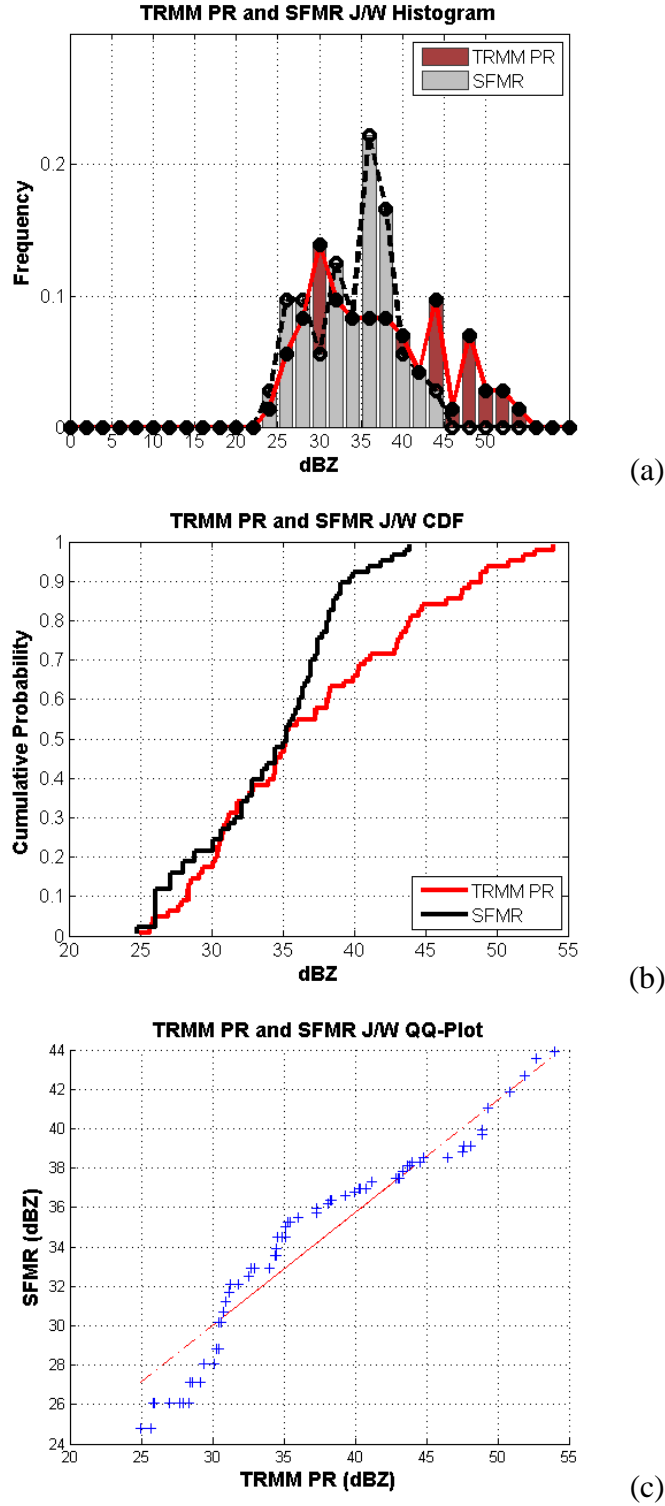 TRMM PR and SFMR J/W Histogram
TRMM PR
SFMR
0.2
0.1
0
Frequency
0 5 10 15 20 25 30 35 40 45 50
dBZ
(a)
TRMM PR and SFMR J/W CDF
1
0.9
0.8
0.7
0.6
0.5
0.4
0.3
0.2
0.1
0
Cumulative Probability
TRMM PR
SFMR
20 25 30 35 40 45 50 55
dBZ
(b)
TRMM PR and SFMR J/W QQ-Plot
44
42
40
38
36
34
32
30
28
26
24
SFMR (dBZ)
20 25 30 35 40 45 50 55
TRMM PR (dBZ)
(c)